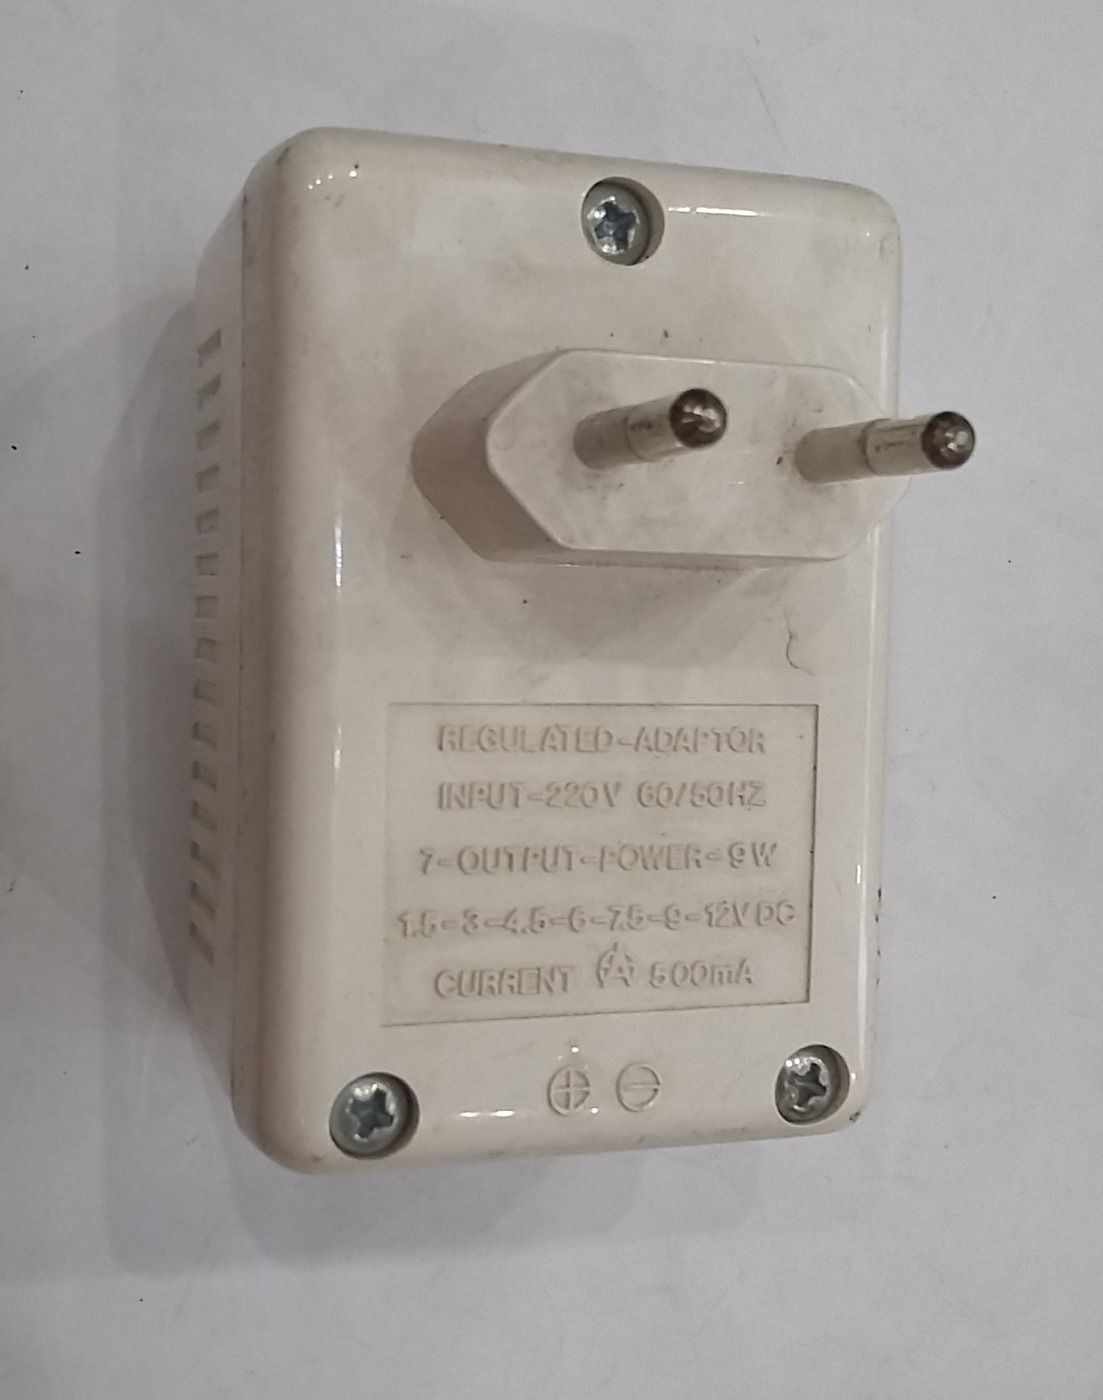 REGULATED-ADAPTOR
INPUT-220V 60/50HZ
7-OUTPUT-POWER-9W
1.5-3-4.5-6-7.5-9-12V DC
CURRENT A 500mA
+ −